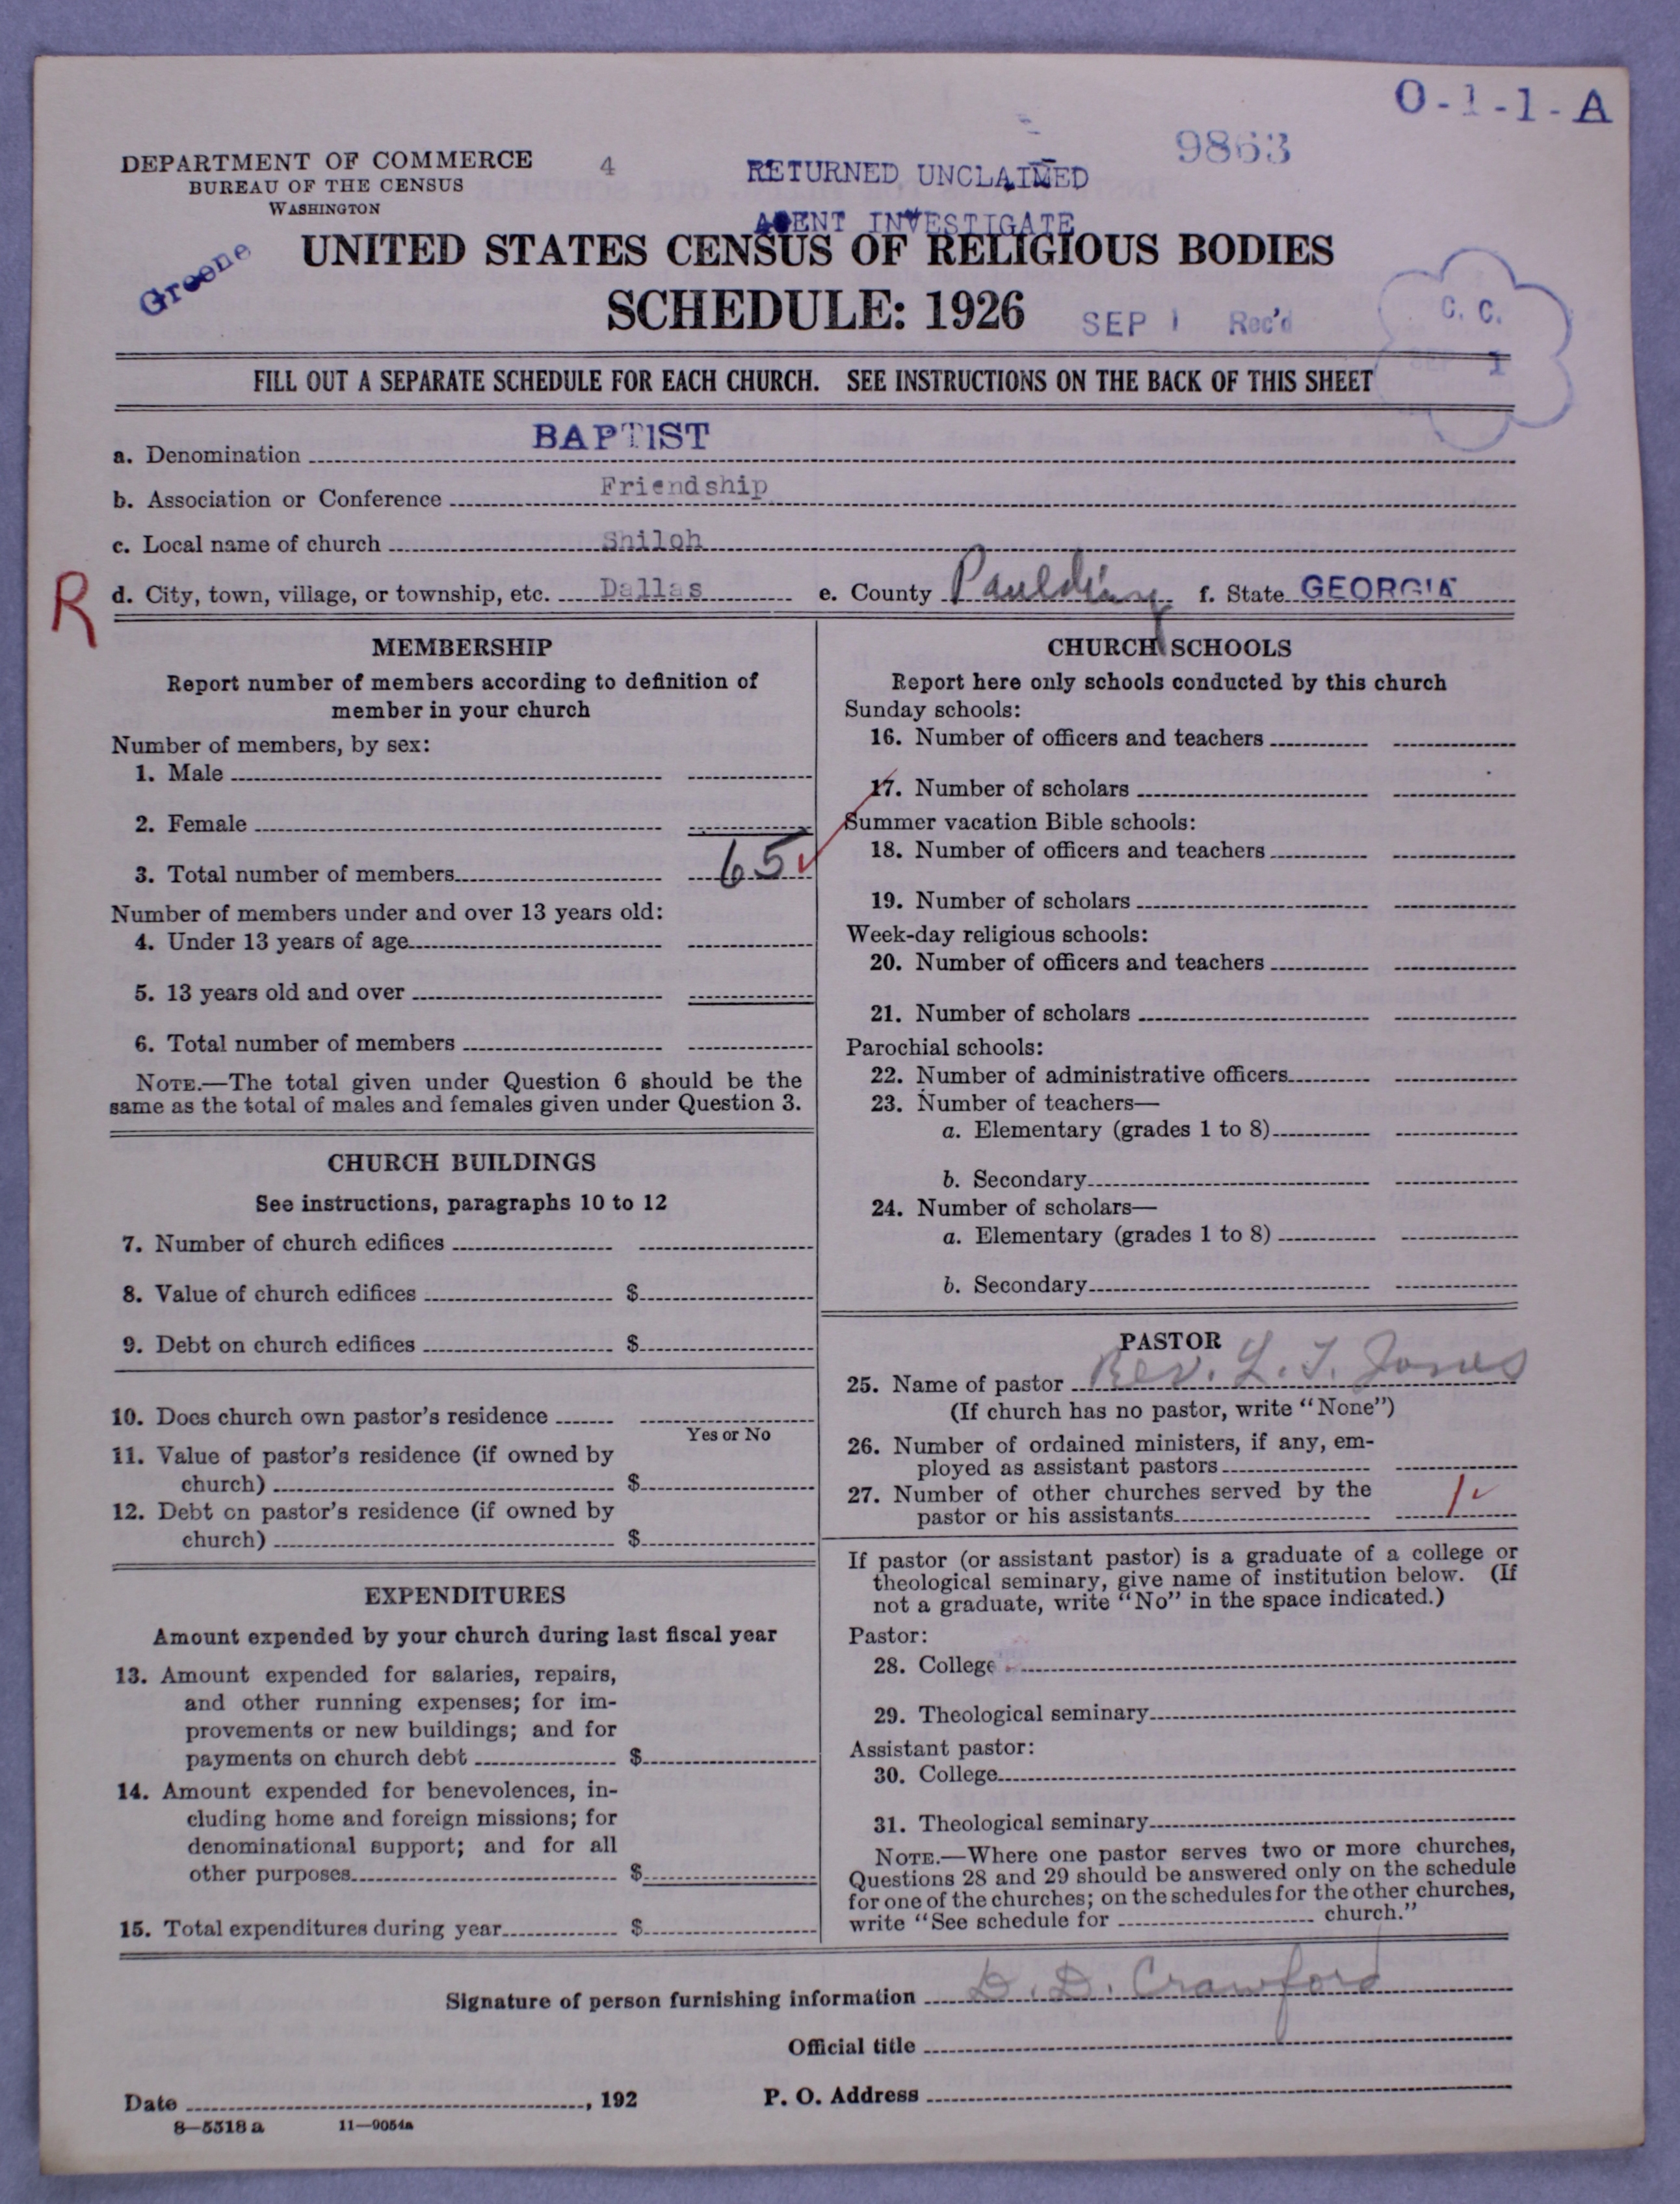 O-1-1-A
DEPARTMENT OF COMMERCE
BUREAU OF THE CENSUS
WASHINGTON
4
RETURNED UNCLAIMED
9863
AGENT INVESTIGATE
Greene
UNITED STATES CENSUS OF RELIGIOUS BODIES
SCHEDULE: 1926
SEP 1 Rec'd
C. C.
1
FILL OUT A SEPARATE SCHEDULE FOR EACH CHURCH. SEE INSTRUCTIONS ON THE BACK OF THIS SHEET
a. Denomination BAPTIST
b. Association or Conference Friendship
c. Local name of church Shiloh
R
d. City, town, village, or township, etc. Dallas e. County Paulding f. State GEORGIA
MEMBERSHIP
Report number of members according to definition of
member in your church
Number of members, by sex:
1. Male
2. Female
3. Total number of members 65
Number of members under and over 13 years old:
4. Under 13 years of age
5. 13 years old and over
6. Total number of members
NOTE.—The total given under Question 6 should be the
same as the total of males and females given under Question 3.
CHURCH BUILDINGS
See instructions, paragraphs 10 to 12
7. Number of church edifices
8. Value of church edifices $
9. Debt on church edifices $
10. Does church own pastor's residence
Yes or No
11. Value of pastor's residence (if owned by
church) $
12. Debt on pastor's residence (if owned by
church) $
EXPENDITURES
Amount expended by your church during last fiscal year
13. Amount expended for salaries, repairs,
and other running expenses; for im-
provements or new buildings; and for
payments on church debt $
14. Amount expended for benevolences, in-
cluding home and foreign missions; for
denominational support; and for all
other purposes $
15. Total expenditures during year $
CHURCH SCHOOLS
Report here only schools conducted by this church
Sunday schools:
16. Number of officers and teachers
17. Number of scholars
Summer vacation Bible schools:
18. Number of officers and teachers
19. Number of scholars
Week-day religious schools:
20. Number of officers and teachers
21. Number of scholars
Parochial schools:
22. Number of administrative officers
23. Number of teachers—
a. Elementary (grades 1 to 8)
b. Secondary
24. Number of scholars—
a. Elementary (grades 1 to 8)
b. Secondary
PASTOR
25. Name of pastor Rev. L. T. Jones
(If church has no pastor, write "None")
26. Number of ordained ministers, if any, em-
ployed as assistant pastors
27. Number of other churches served by the
pastor or his assistants 1
If pastor (or assistant pastor) is a graduate of a college or
theological seminary, give name of institution below. (If
not a graduate, write "No" in the space indicated.)
Pastor:
28. College
29. Theological seminary
Assistant pastor:
30. College
31. Theological seminary
NOTE.—Where one pastor serves two or more churches,
Questions 28 and 29 should be answered only on the schedule
for one of the churches; on the schedules for the other churches,
write "See schedule for church."
Signature of person furnishing information D. D. Crawford
Official title
Date , 192 P. O. Address
8—5518 a 11—9054a